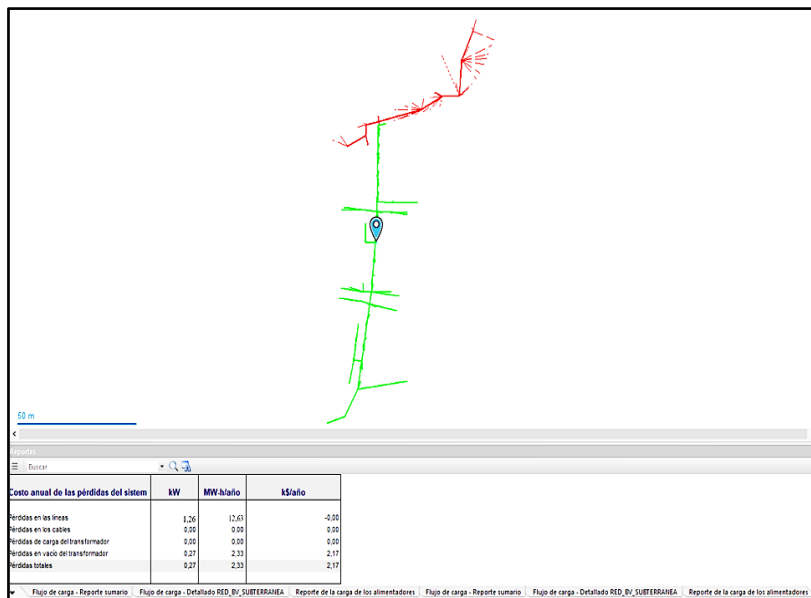 50 m
Reportes
Buscar
Costo anual de las pérdidas del sistem kW MW-h/año k$/año
Pérdidas en las líneas 1,26 12,63 -0,00
Pérdidas en los cables 0,00 0,00 0,00
Pérdidas de carga del transformador 0,00 0,00 0,00
Pérdidas en vacío del transformador 0,27 2,33 2,17
Pérdidas totales 0,27 2,33 2,17
Flujo de carga - Reporte sumario Flujo de carga - Detallado RED_BV_SUBTERRANEA Reporte de la carga de los alimentadores Flujo de carga - Reporte sumario Flujo de carga - Detallado RED_BV_SUBTERRANEA Reporte de la carga de los alimentadores